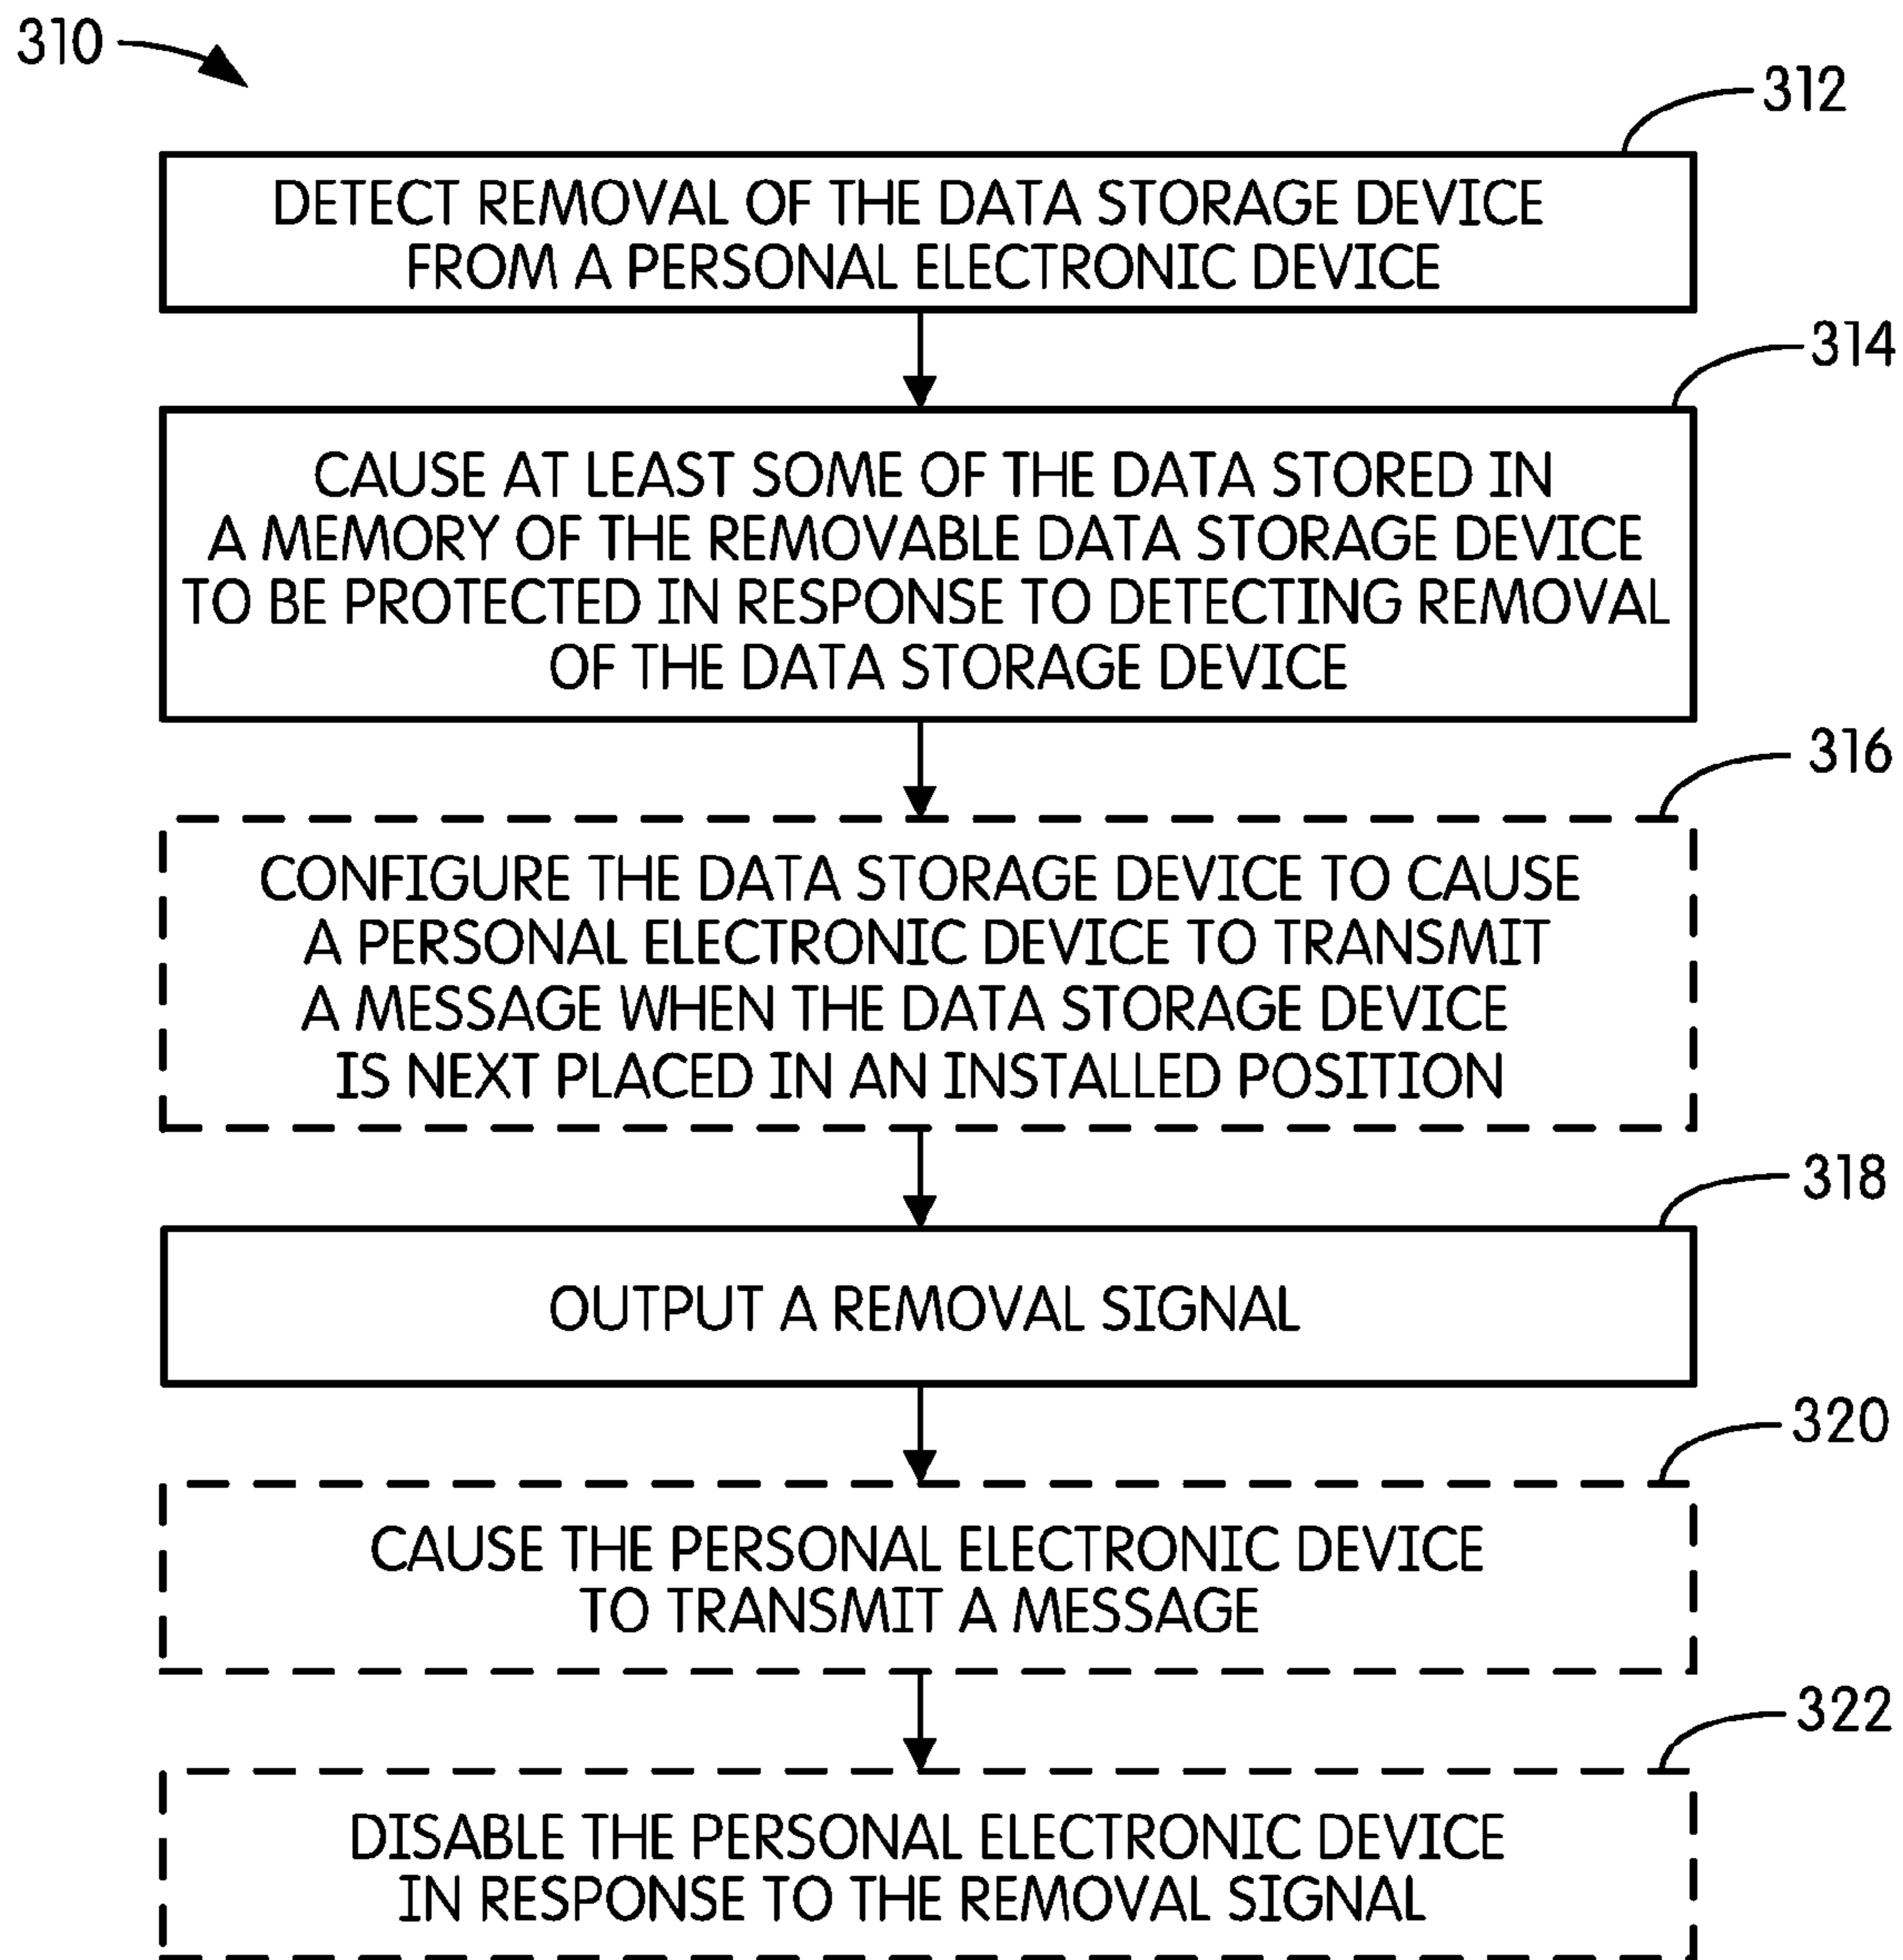 310
312
DETECT REMOVAL OF THE DATA STORAGE DEVICE
FROM A PERSONAL ELECTRONIC DEVICE
314
CAUSE AT LEAST SOME OF THE DATA STORED IN
A MEMORY OF THE REMOVABLE DATA STORAGE DEVICE
TO BE PROTECTED IN RESPONSE TO DETECTING REMOVAL
OF THE DATA STORAGE DEVICE
316
CONFIGURE THE DATA STORAGE DEVICE TO CAUSE
A PERSONAL ELECTRONIC DEVICE TO TRANSMIT
A MESSAGE WHEN THE DATA STORAGE DEVICE
IS NEXT PLACED IN AN INSTALLED POSITION
318
OUTPUT A REMOVAL SIGNAL
320
CAUSE THE PERSONAL ELECTRONIC DEVICE
TO TRANSMIT A MESSAGE
322
DISABLE THE PERSONAL ELECTRONIC DEVICE
IN RESPONSE TO THE REMOVAL SIGNAL